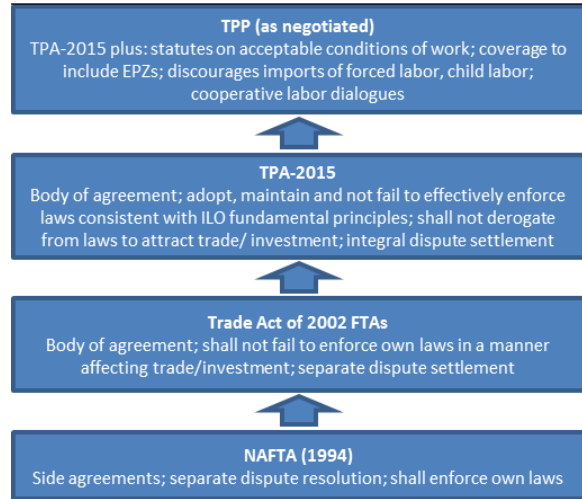 TPP (as negotiated)
TPA-2015 plus: statutes on acceptable conditions of work; coverage to
include EPZs; discourages imports of forced labor, child labor;
cooperative labor dialogues
TPA-2015
Body of agreement; adopt, maintain and not fail to effectively enforce
laws consistent with ILO fundamental principles; shall not derogate
from laws to attract trade/ investment; integral dispute settlement
Trade Act of 2002 FTAs
Body of agreement; shall not fail to enforce own laws in a manner
affecting trade/investment; separate dispute settlement
NAFTA (1994)
Side agreements; separate dispute resolution; shall enforce own laws